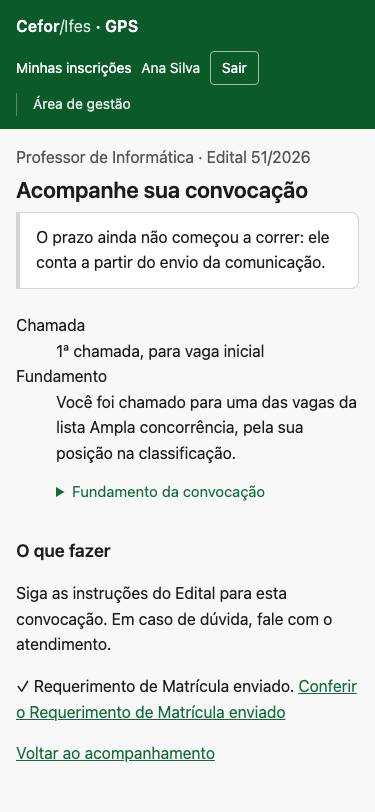 Cefor/Ifes · GPS
Minhas inscrições Ana Silva Sair
Área de gestão
Professor de Informática · Edital 51/2026
Acompanhe sua convocação
O prazo ainda não começou a correr: ele
conta a partir do envio da comunicação.
Chamada
1ª chamada, para vaga inicial
Fundamento
Você foi chamado para uma das vagas da
lista Ampla concorrência, pela sua
posição na classificação.
▶ Fundamento da convocação
O que fazer
Siga as instruções do Edital para esta
convocação. Em caso de dúvida, fale com o
atendimento.
✓ Requerimento de Matrícula enviado. Conferir
o Requerimento de Matrícula enviado
Voltar ao acompanhamento